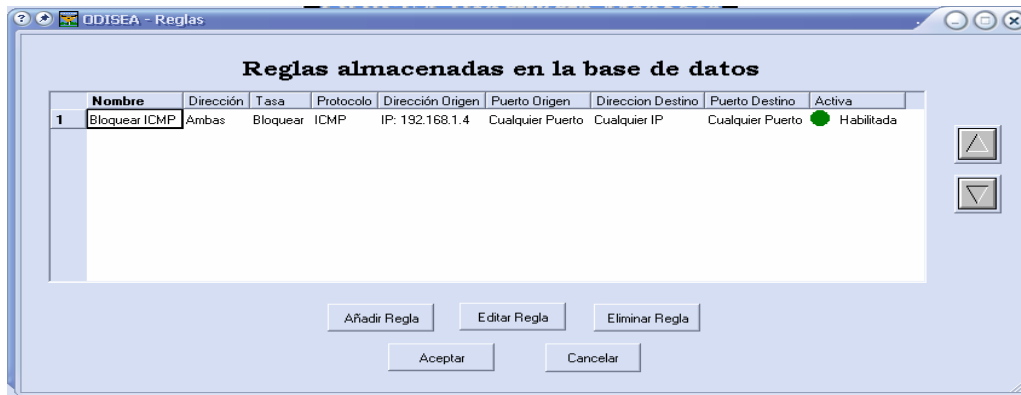 ODISEA - Reglas
Reglas almacenadas en la base de datos
Nombre Dirección Tasa Protocolo Dirección Origen Puerto Origen Direccion Destino Puerto Destino Activa
1 Bloquear ICMP Ambas Bloquear ICMP IP: 192.168.1.4 Cualquier Puerto Cualquier IP Cualquier Puerto Habilitada
Añadir Regla Editar Regla Eliminar Regla
Aceptar Cancelar